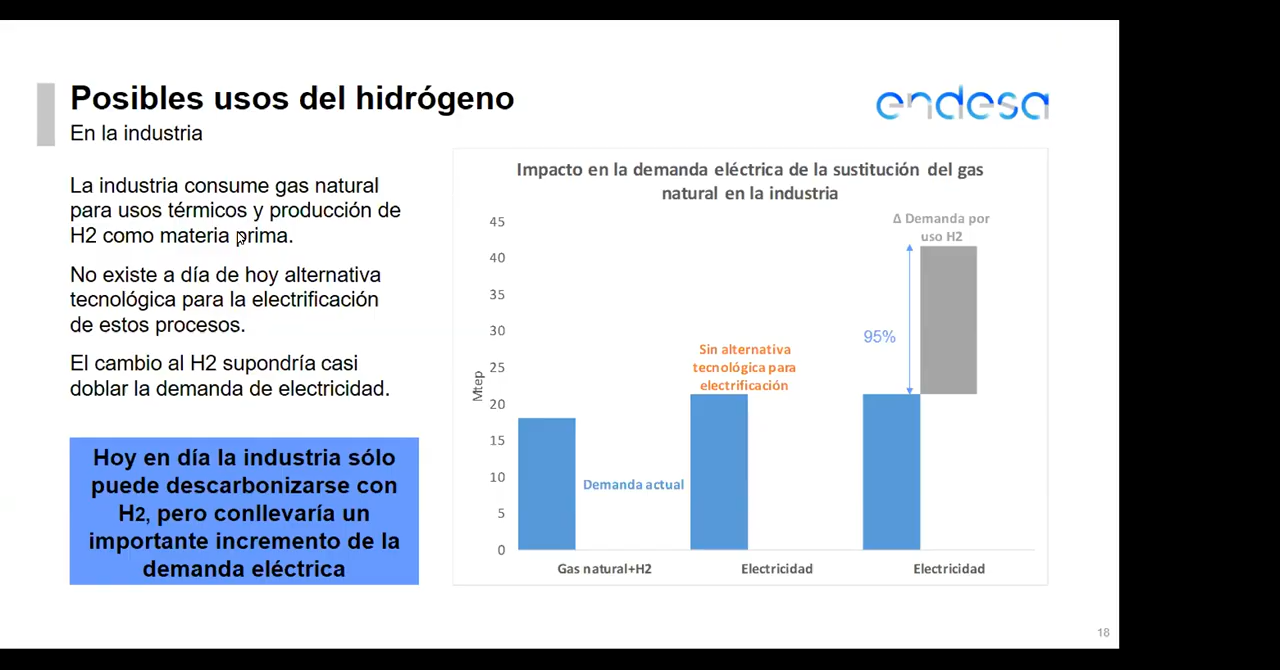 Posibles usos del hidrógeno
En la industria
endesa
La industria consume gas natural
para usos térmicos y producción de
H2 como materia prima.
No existe a día de hoy alternativa
tecnológica para la electrificación
de estos procesos.
El cambio al H2 supondría casi
doblar la demanda de electricidad.
Hoy en día la industria sólo
puede descarbonizarse con
H2, pero conllevaría un
importante incremento de la
demanda eléctrica
Impacto en la demanda eléctrica de la sustitución del gas
natural en la industria
Mtep
45
40
35
30
25
20
15
10
5
0
Demanda actual
Sin alternativa
tecnológica para
electrificación
95%
Δ Demanda por
uso H2
Gas natural+H2
Electricidad
Electricidad
18